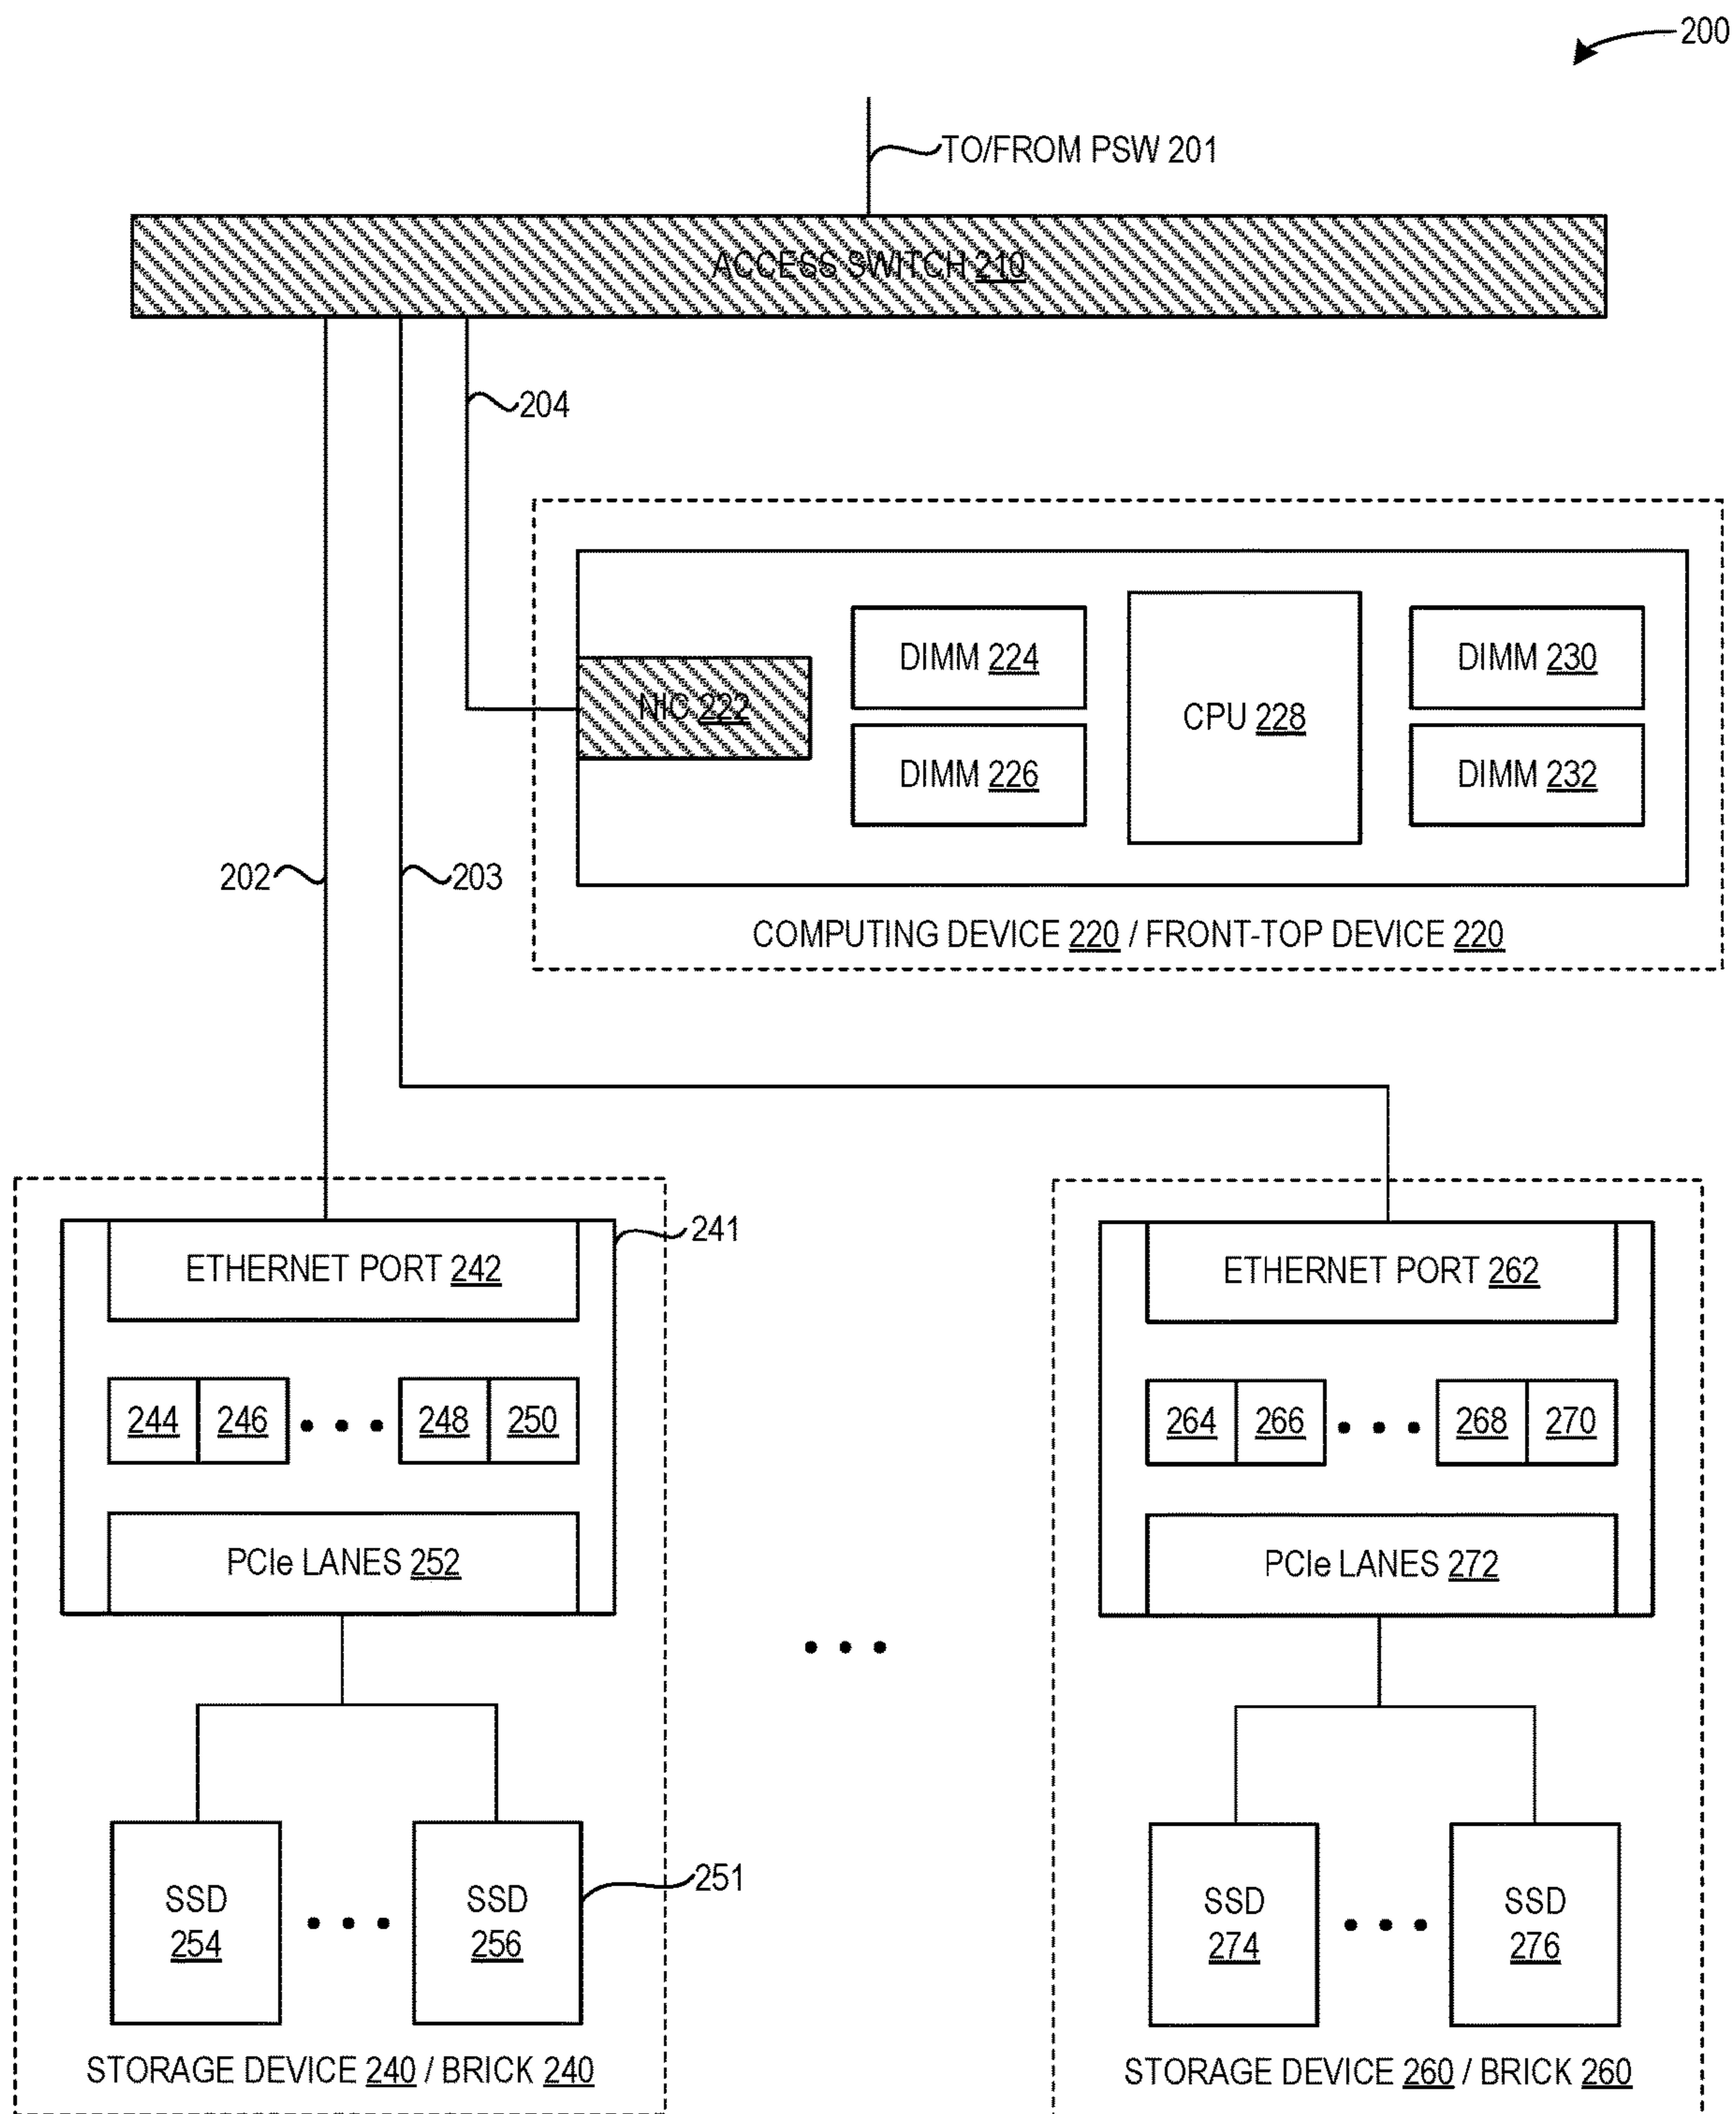 200
TO/FROM PSW 201
ACCESS SWITCH 210
204
DIMM 224
DIMM 230
NIC 222
CPU 228
DIMM 226
DIMM 232
202
203
COMPUTING DEVICE 220 / FRONT-TOP DEVICE 220
241
ETHERNET PORT 242
ETHERNET PORT 262
244 246 ••• 248 250
264 266 ••• 268 270
PCIe LANES 252
PCIe LANES 272
•••
251
SSD
254
•••
SSD
256
SSD
274
•••
SSD
276
STORAGE DEVICE 240 / BRICK 240
STORAGE DEVICE 260 / BRICK 260